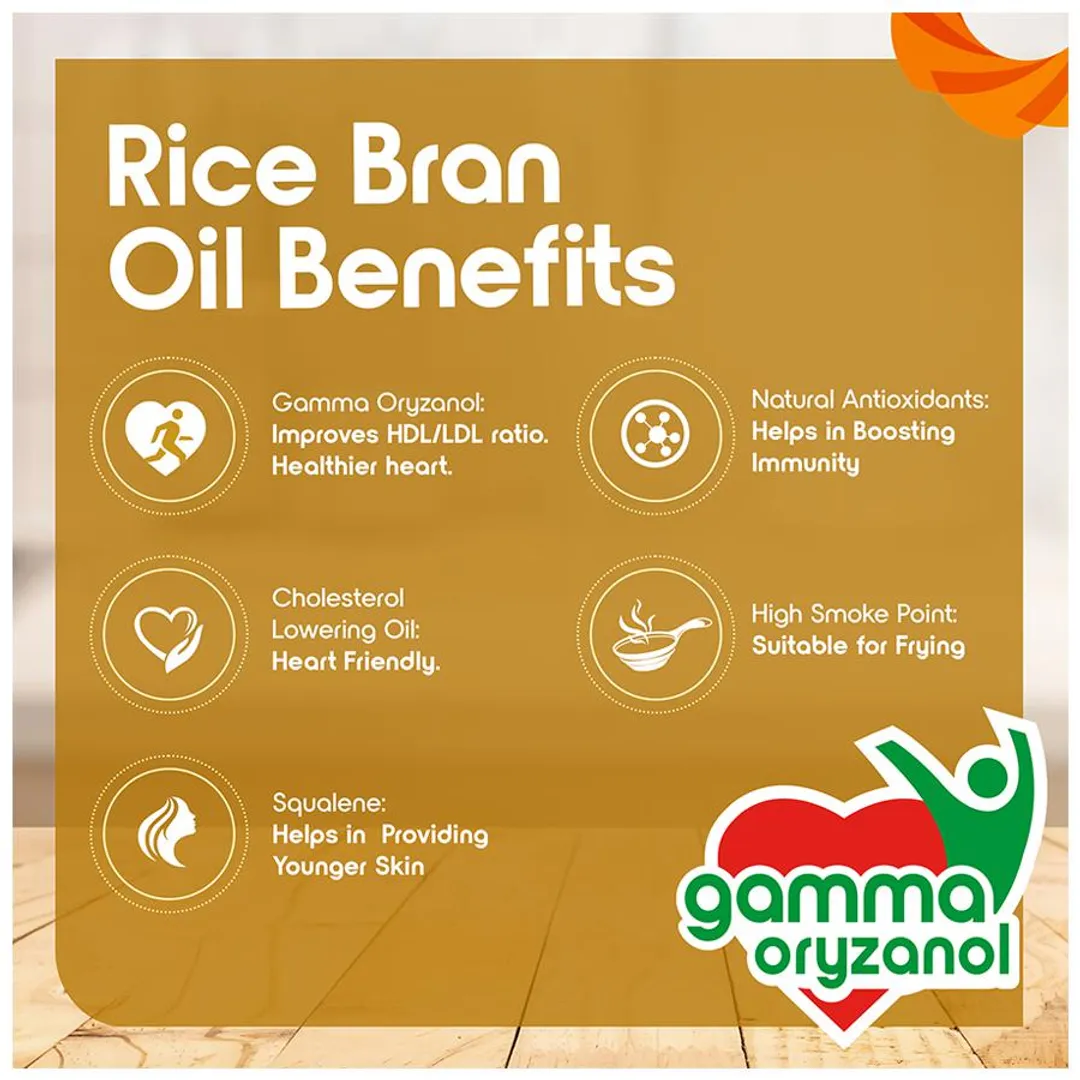 Rice Bran
Oil Benefits
Gamma Oryzanol:
Improves HDL/LDL ratio.
Healthier heart.
Natural Antioxidants:
Helps in Boosting
Immunity
Cholesterol
Lowering Oil:
Heart Friendly.
High Smoke Point:
Suitable for Frying
Squalene:
Helps in Providing
Younger Skin
gamma
oryzanol